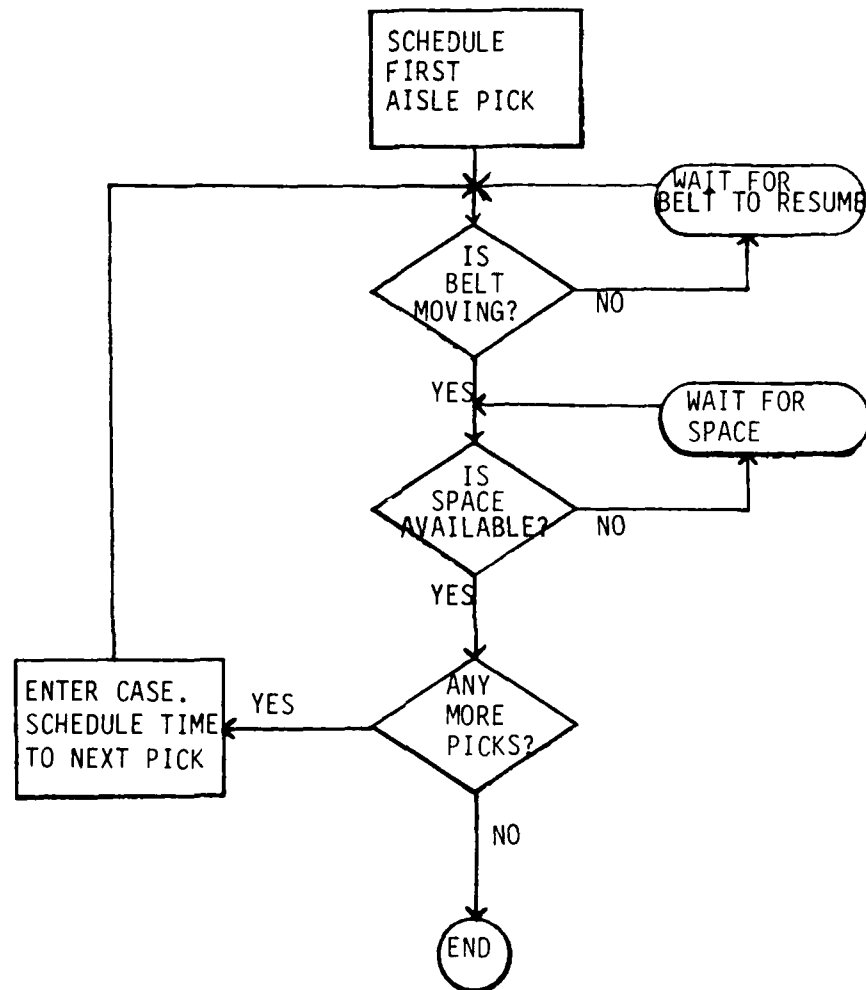 SCHEDULE
FIRST
AISLE PICK
WAIT FOR
BELT TO RESUME
IS
BELT
MOVING?
NO
YES
WAIT FOR
SPACE
IS
SPACE
AVAILABLE?
NO
YES
ANY
MORE
PICKS?
YES
ENTER CASE.
SCHEDULE TIME
TO NEXT PICK
NO
END